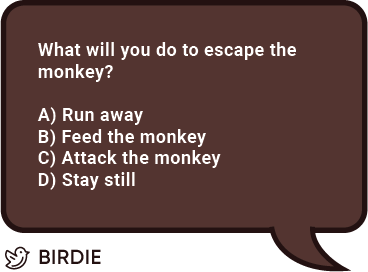 What will you do to escape the
monkey?
A) Run away
B) Feed the monkey
C) Attack the monkey
D) Stay still
BIRDIE